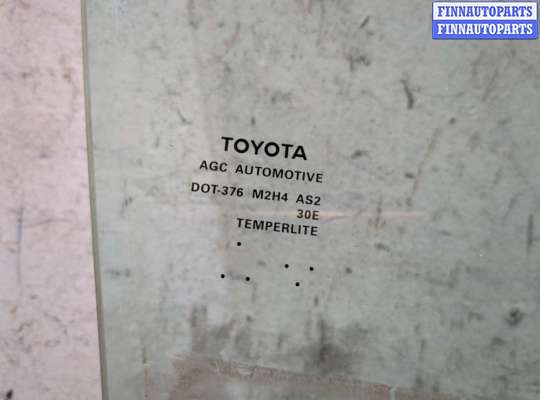 FINNAUTOPARTS
FINNAUTOPARTS
TOYOTA
AGC AUTOMOTIVE
DOT-376 M2H4 AS2
30E
TEMPERLITE